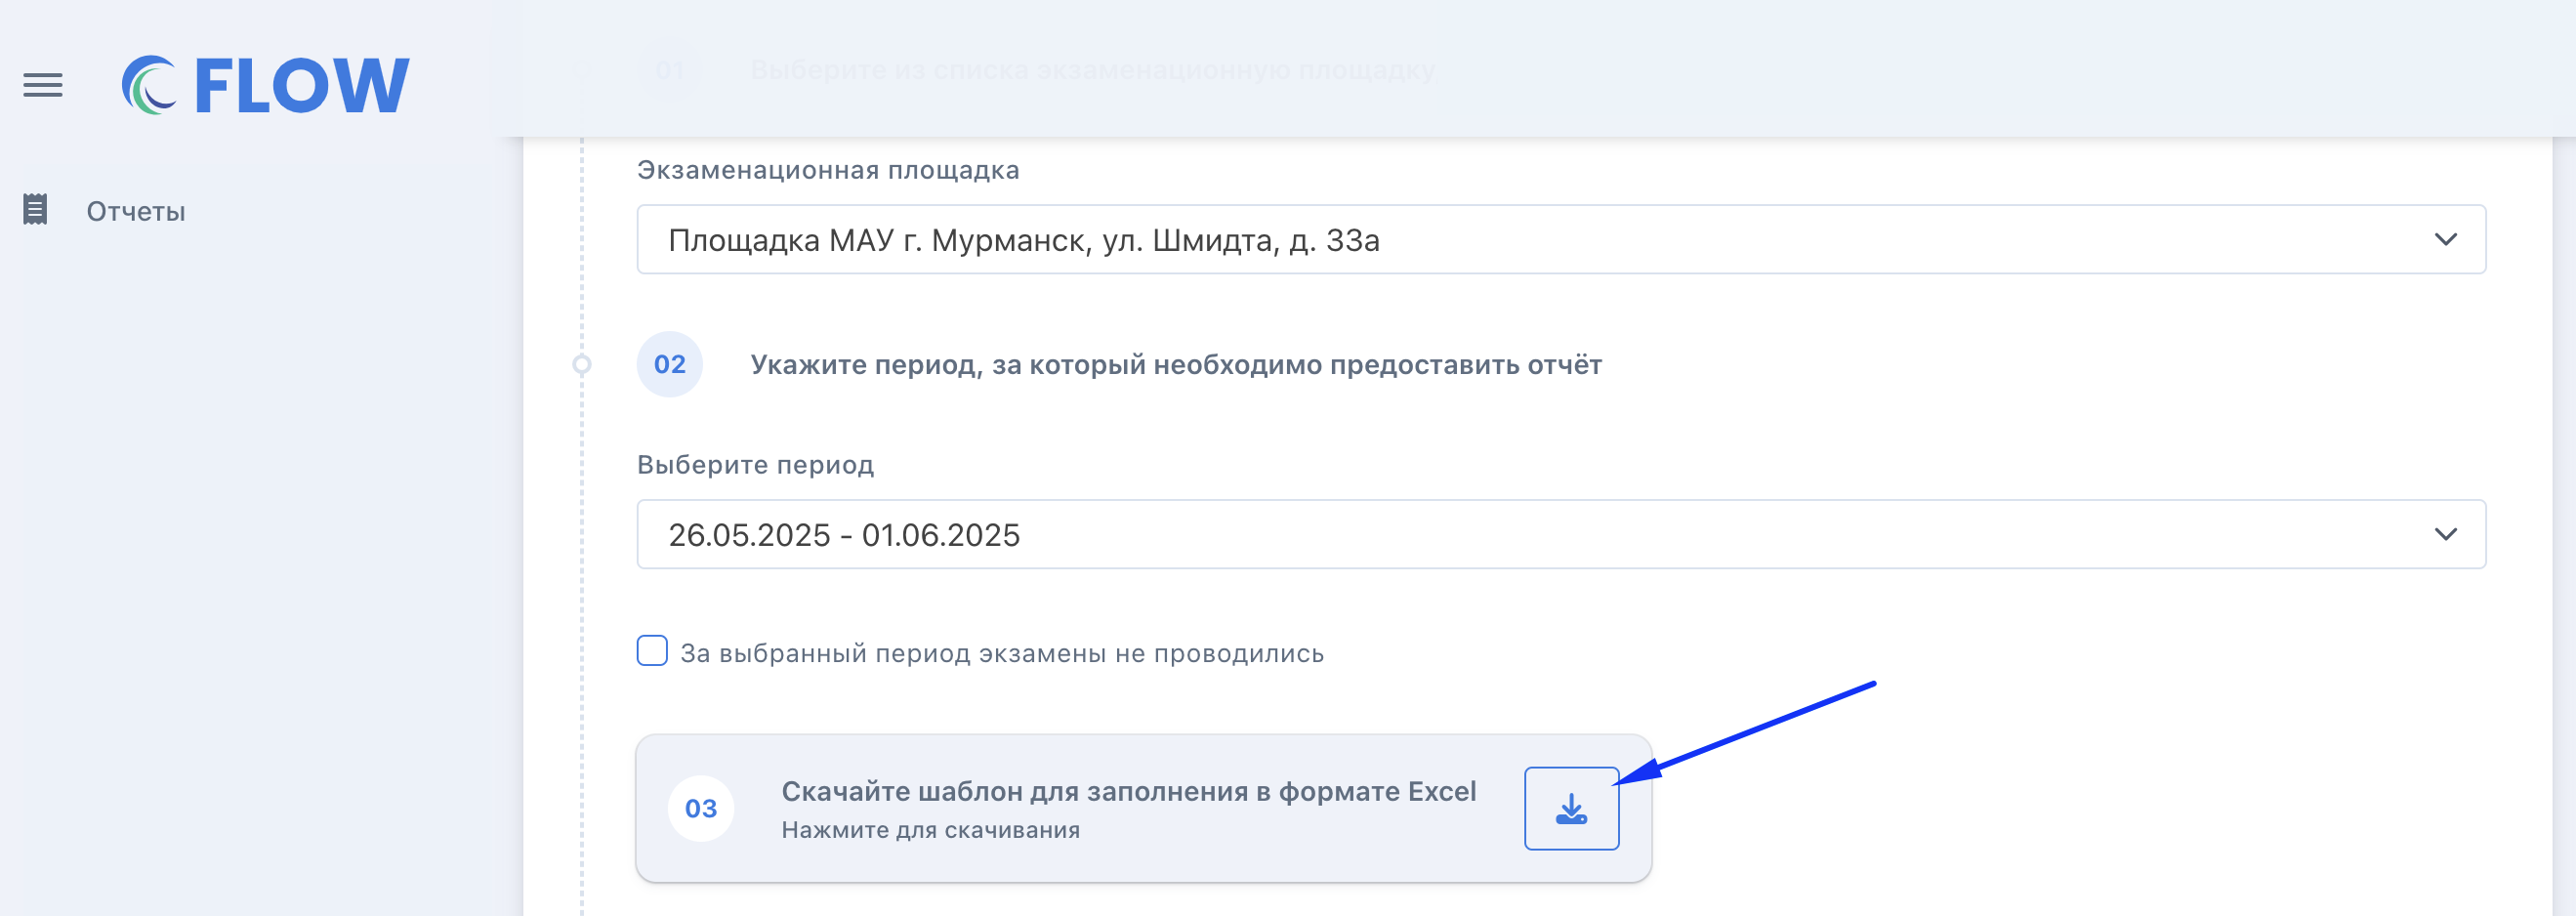 FLOW
Отчеты
01
Выберите из списка экзаменационную площадку
Экзаменационная площадка
Площадка МАУ г. Мурманск, ул. Шмидта, д. 33а
02
Укажите период, за который необходимо предоставить отчёт
Выберите период
26.05.2025 - 01.06.2025
За выбранный период экзамены не проводились
03
Скачайте шаблон для заполнения в формате Excel
Нажмите для скачивания